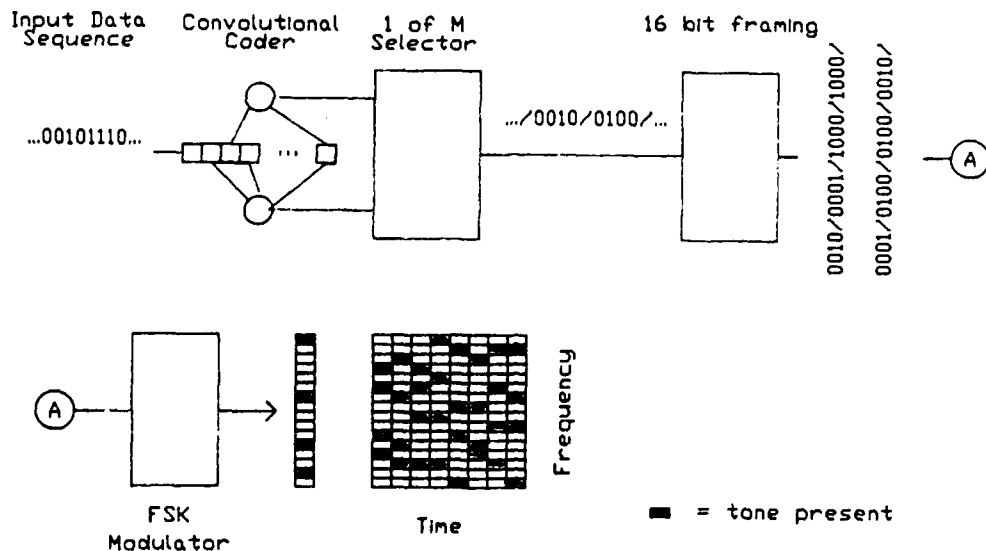 Input Data
Sequence
Convolutional
Coder
1 of M
Selector
16 bit framing
...00101110...
...
.../0010/0100/...
0010/0001/1000/1000/
0001/0100/0100/0010/
A
A
FSK
Modulator
Time
Frequency
= tone present